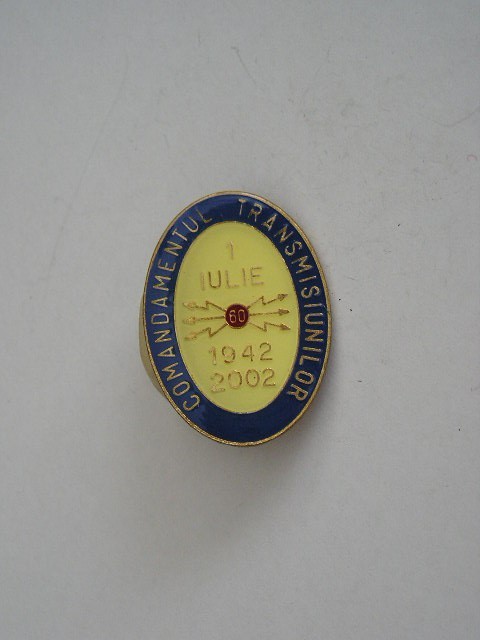 COMANDAMENTUL TRANSMISIUNILOR
1
IULIE
60
1942
2002